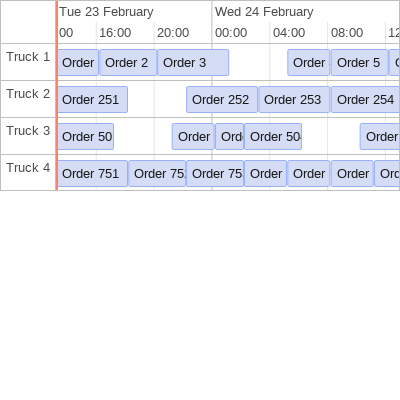 Tue 23 February Wed 24 February
00 16:00 20:00 00:00 04:00 08:00 12
Truck 1 Order Order 2 Order 3 Order Order 5
Truck 2 Order 251 Order 252 Order 253 Order 254
Truck 3 Order 50 Order Ord Order 50 Order
Truck 4 Order 751 Order 75 Order 75 Order Order Order Ord